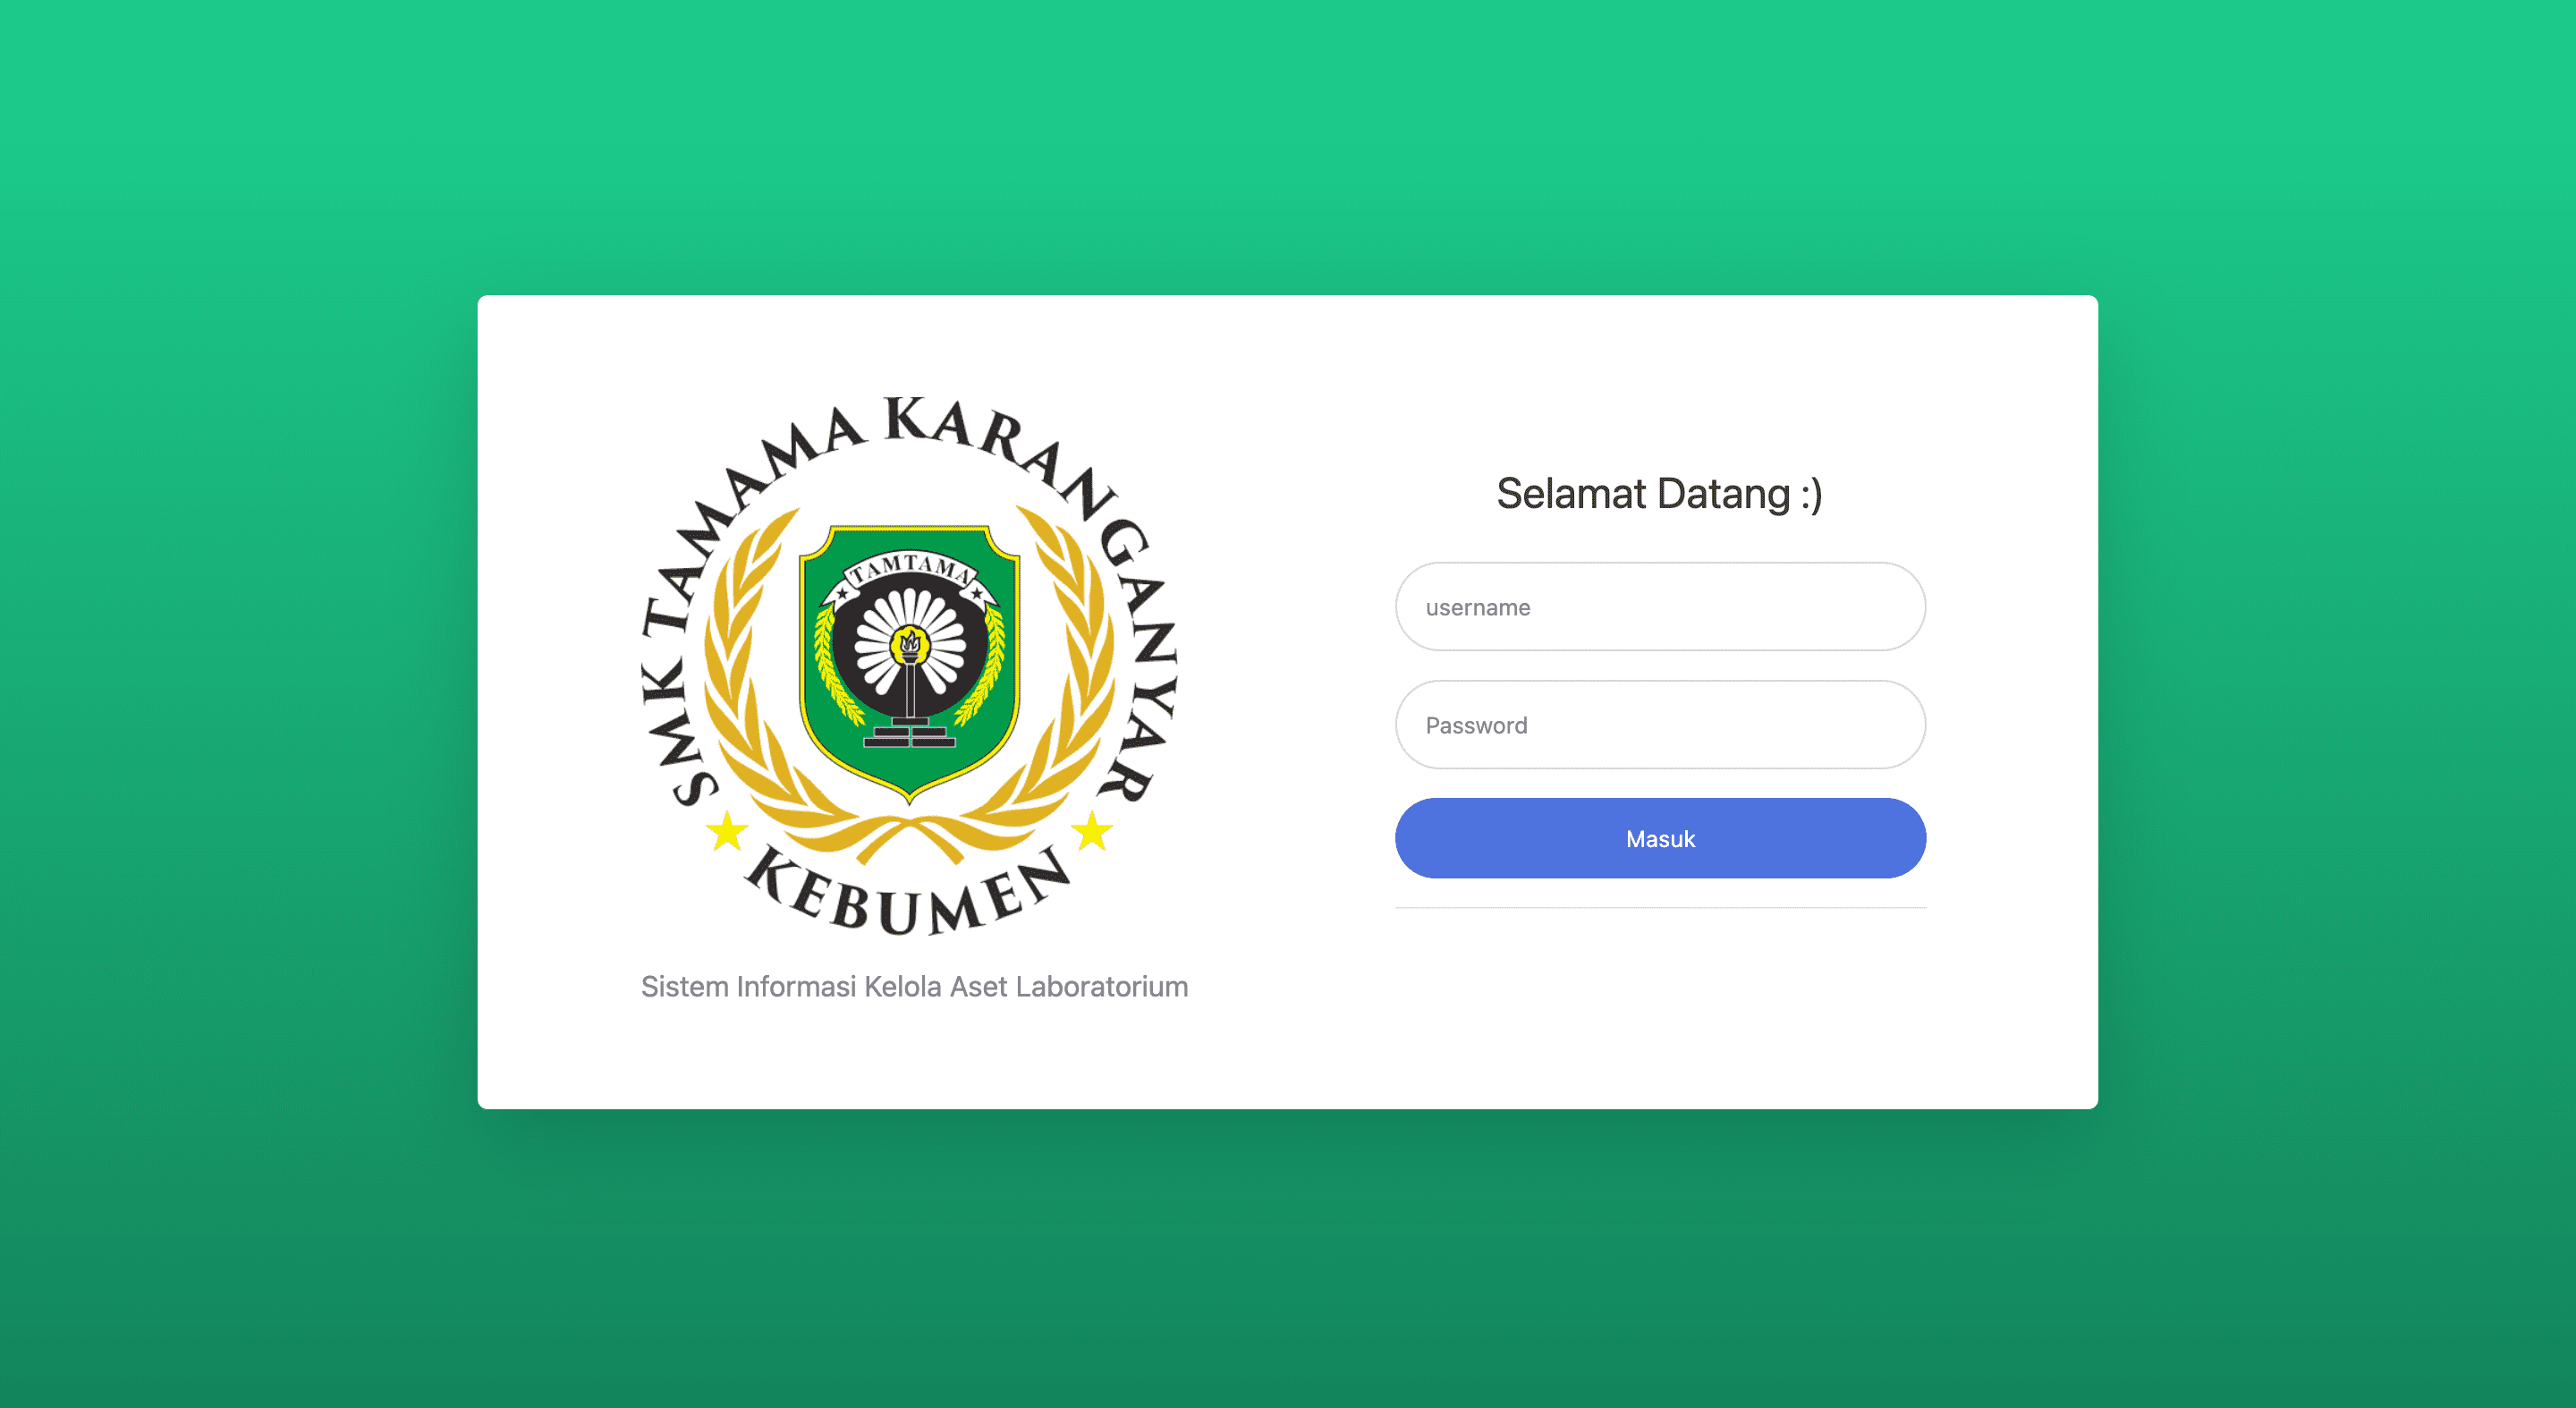 SMK TAMAMA KARANGANYAR
TAMTAMA
KEBUMEN
Sistem Informasi Kelola Aset Laboratorium
Selamat Datang :)
username
Password
Masuk